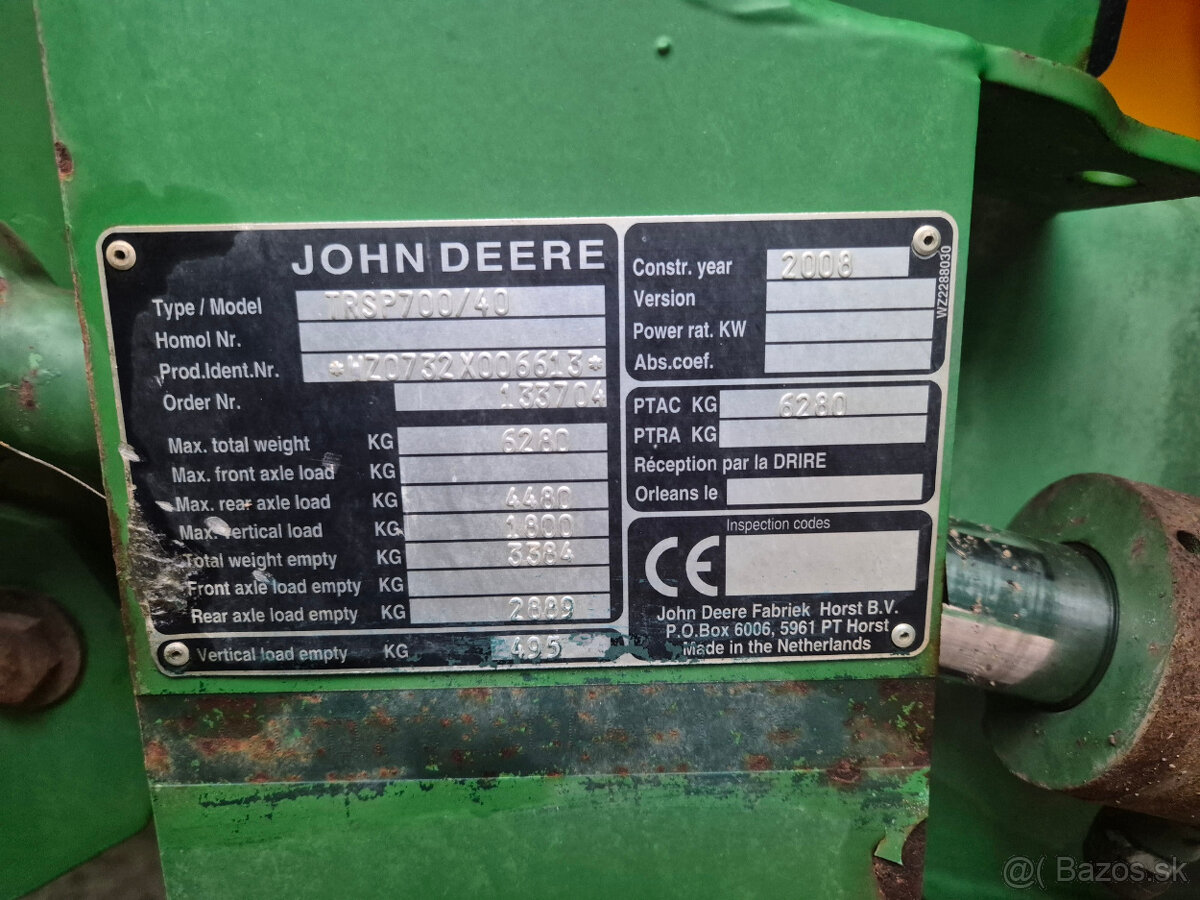 JOHN DEERE
Type / Model TRSP700/40
Homol Nr.
Prod.Ident.Nr. *WZ0732X006613*
Order Nr. 133704
Max. total weight KG 6280
Max. front axle load KG
Max. rear axle load KG 4480
Max. vertical load KG 1800
Total weight empty KG 3384
Front axle load empty KG
Rear axle load empty KG 2889
Vertical load empty KG 495
Constr. year 2008
Version
Power rat. KW
Abs.coef.
WZ2288030
PTAC KG 6280
PTRA KG
Réception par la DRIRE
Orleans le
Inspection codes
CE
John Deere Fabriek Horst B.V.
P.O.Box 6006, 5961 PT Horst
Made in the Netherlands
@( ) Bazos.sk